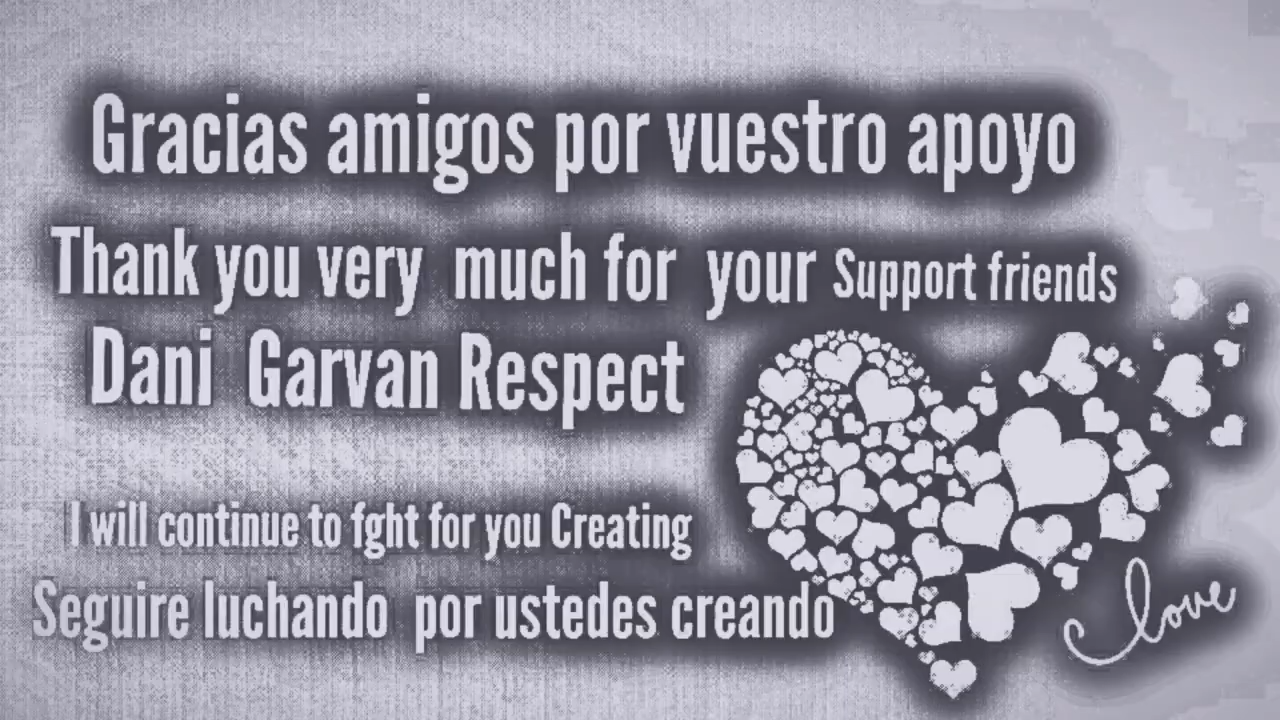 Gracias amigos por vuestro apoyo
Thank you very much for your Support friends
Dani Garvan Respect
I will continue to fght for you Creating
Seguire luchando por ustedes creando
love